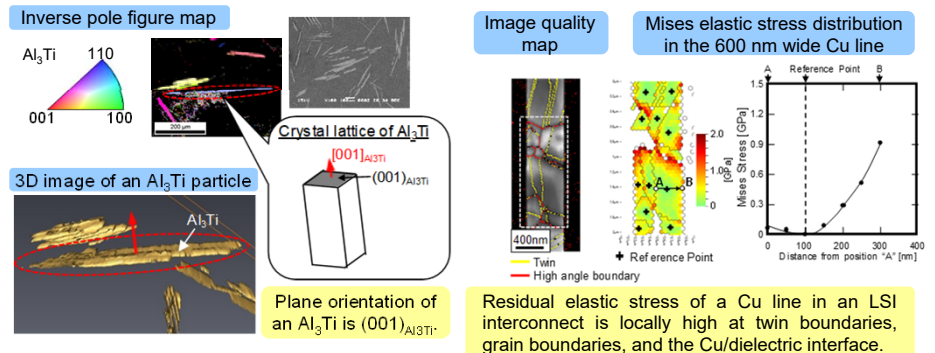 Inverse pole figure map
Al3Ti
110
001
100
200 μm
Crystal lattice of Al3Ti
[001]Al3Ti
(001)Al3Ti
3D image of an Al3Ti particle
Al3Ti
Plane orientation of
an Al3Ti is (001)Al3Ti.
Image quality
map
400nm
Twin
High angle boundary
Mises elastic stress distribution
in the 600 nm wide Cu line
A
B
2.0
1.0
0
[GPa]
Reference Point
A Reference Point B
1.5
1.2
0.9
0.6
0.3
0
Mises Stress [GPa]
0 100 200 300 400
Distance from position "A" [nm]
Residual elastic stress of a Cu line in an LSI
interconnect is locally high at twin boundaries,
grain boundaries, and the Cu/dielectric interface.